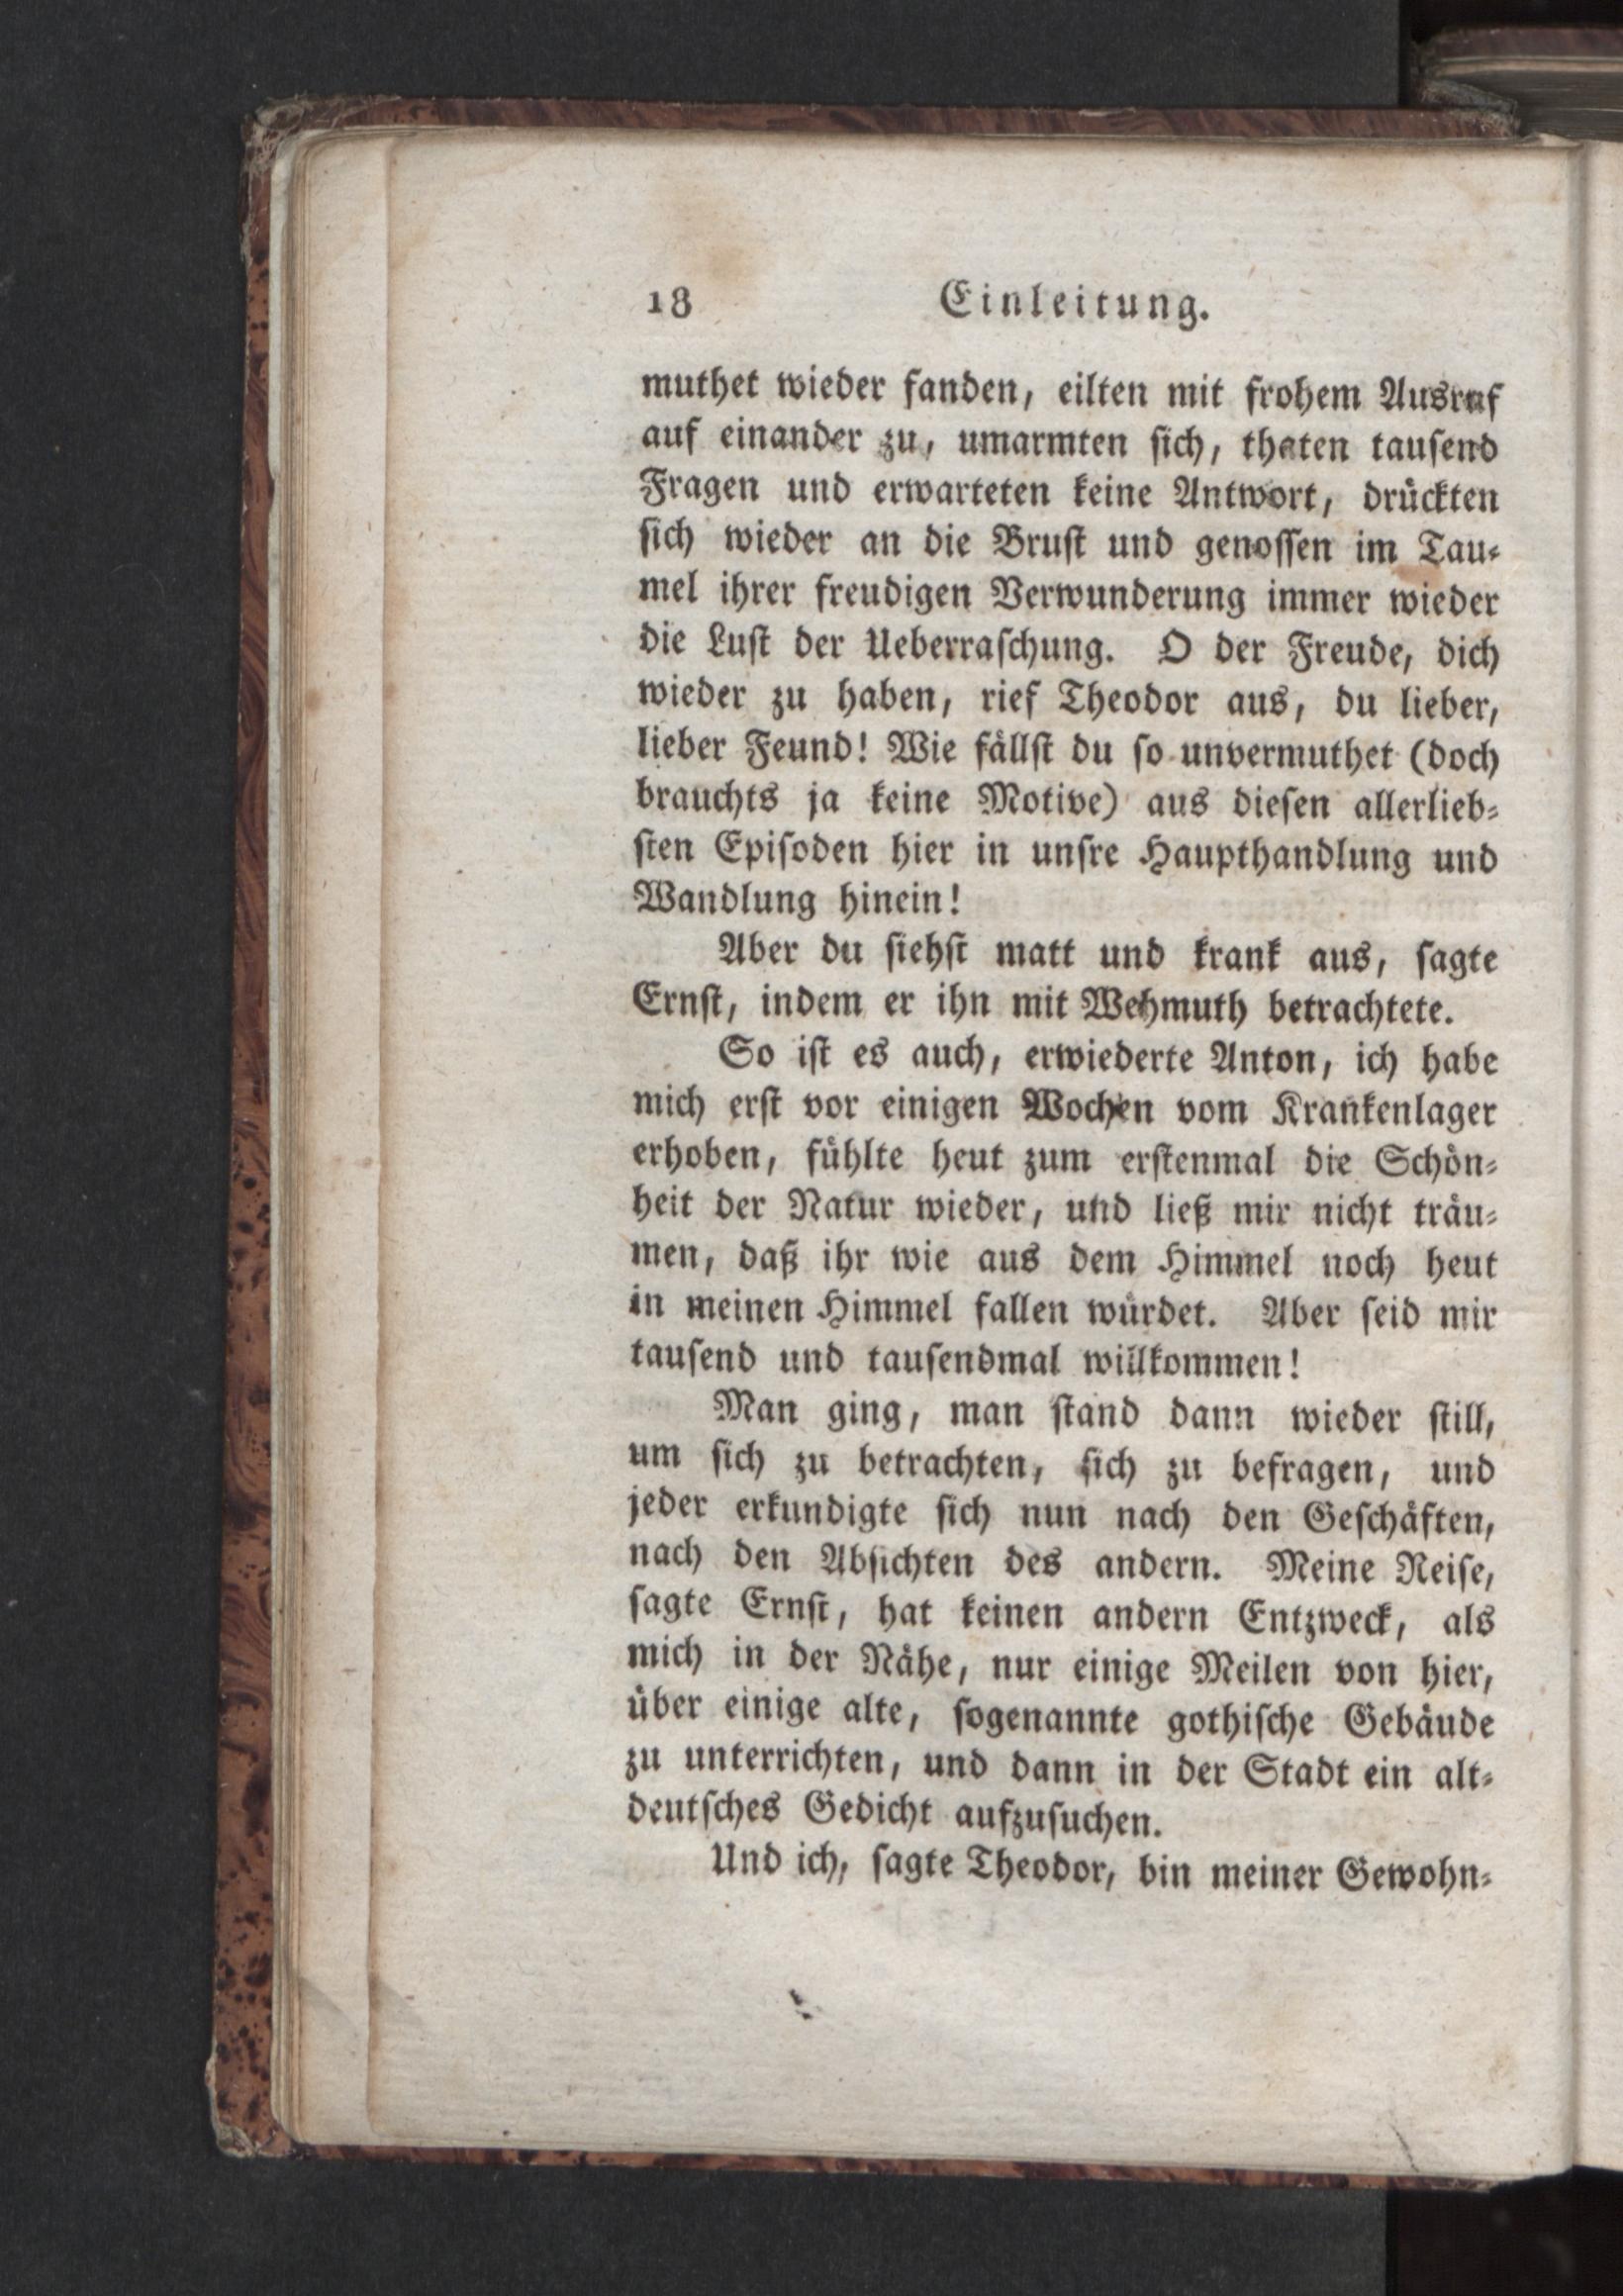 18 Einleitung.
muthet wieder fanden, eilten mit frohem Ausruf
auf einander zu, umarmten ſich, thaten tauſend
Fragen und erwarteten keine Antwort, drückten
ſich wieder an die Bruſt und genoſſen im Tau⸗
mel ihrer freudigen Verwunderung immer wieder
die Luſt der Ueberraſchung. O der Freude, dich
wieder zu haben, rief Theodor aus, du lieber,
lieber Feund! Wie fällſt du ſo unvermuthet (doch
brauchts ja keine Motive) aus dieſen allerlieb⸗
ſten Epiſoden hier in unſre Haupthandlung und
Wandlung hinein!
Aber du ſiehſt matt und krank aus, ſagte
Ernſt, indem er ihn mit Wehmuth betrachtete.
So iſt es auch, erwiederte Anton, ich habe
mich erſt vor einigen Wochen vom Krankenlager
erhoben, fühlte heut zum erſtenmal die Schön⸗
heit der Natur wieder, und ließ mir nicht träu⸗
men, daß ihr wie aus dem Himmel noch heut
in meinen Himmel fallen würdet. Aber ſeid mir
tauſend und tauſendmal willkommen!
Man ging, man ſtand dann wieder ſtill,
um ſich zu betrachten, ſich zu befragen, und
jeder erkundigte ſich nun nach den Geſchäften,
nach den Abſichten des andern. Meine Reiſe,
ſagte Ernſt, hat keinen andern Entzweck, als
mich in der Nähe, nur einige Meilen von hier,
über einige alte, ſogenannte gothiſche Gebäude
zu unterrichten, und dann in der Stadt ein alt⸗
deutſches Gedicht aufzuſuchen.
Und ich, ſagte Theodor, bin meiner Gewohn⸗